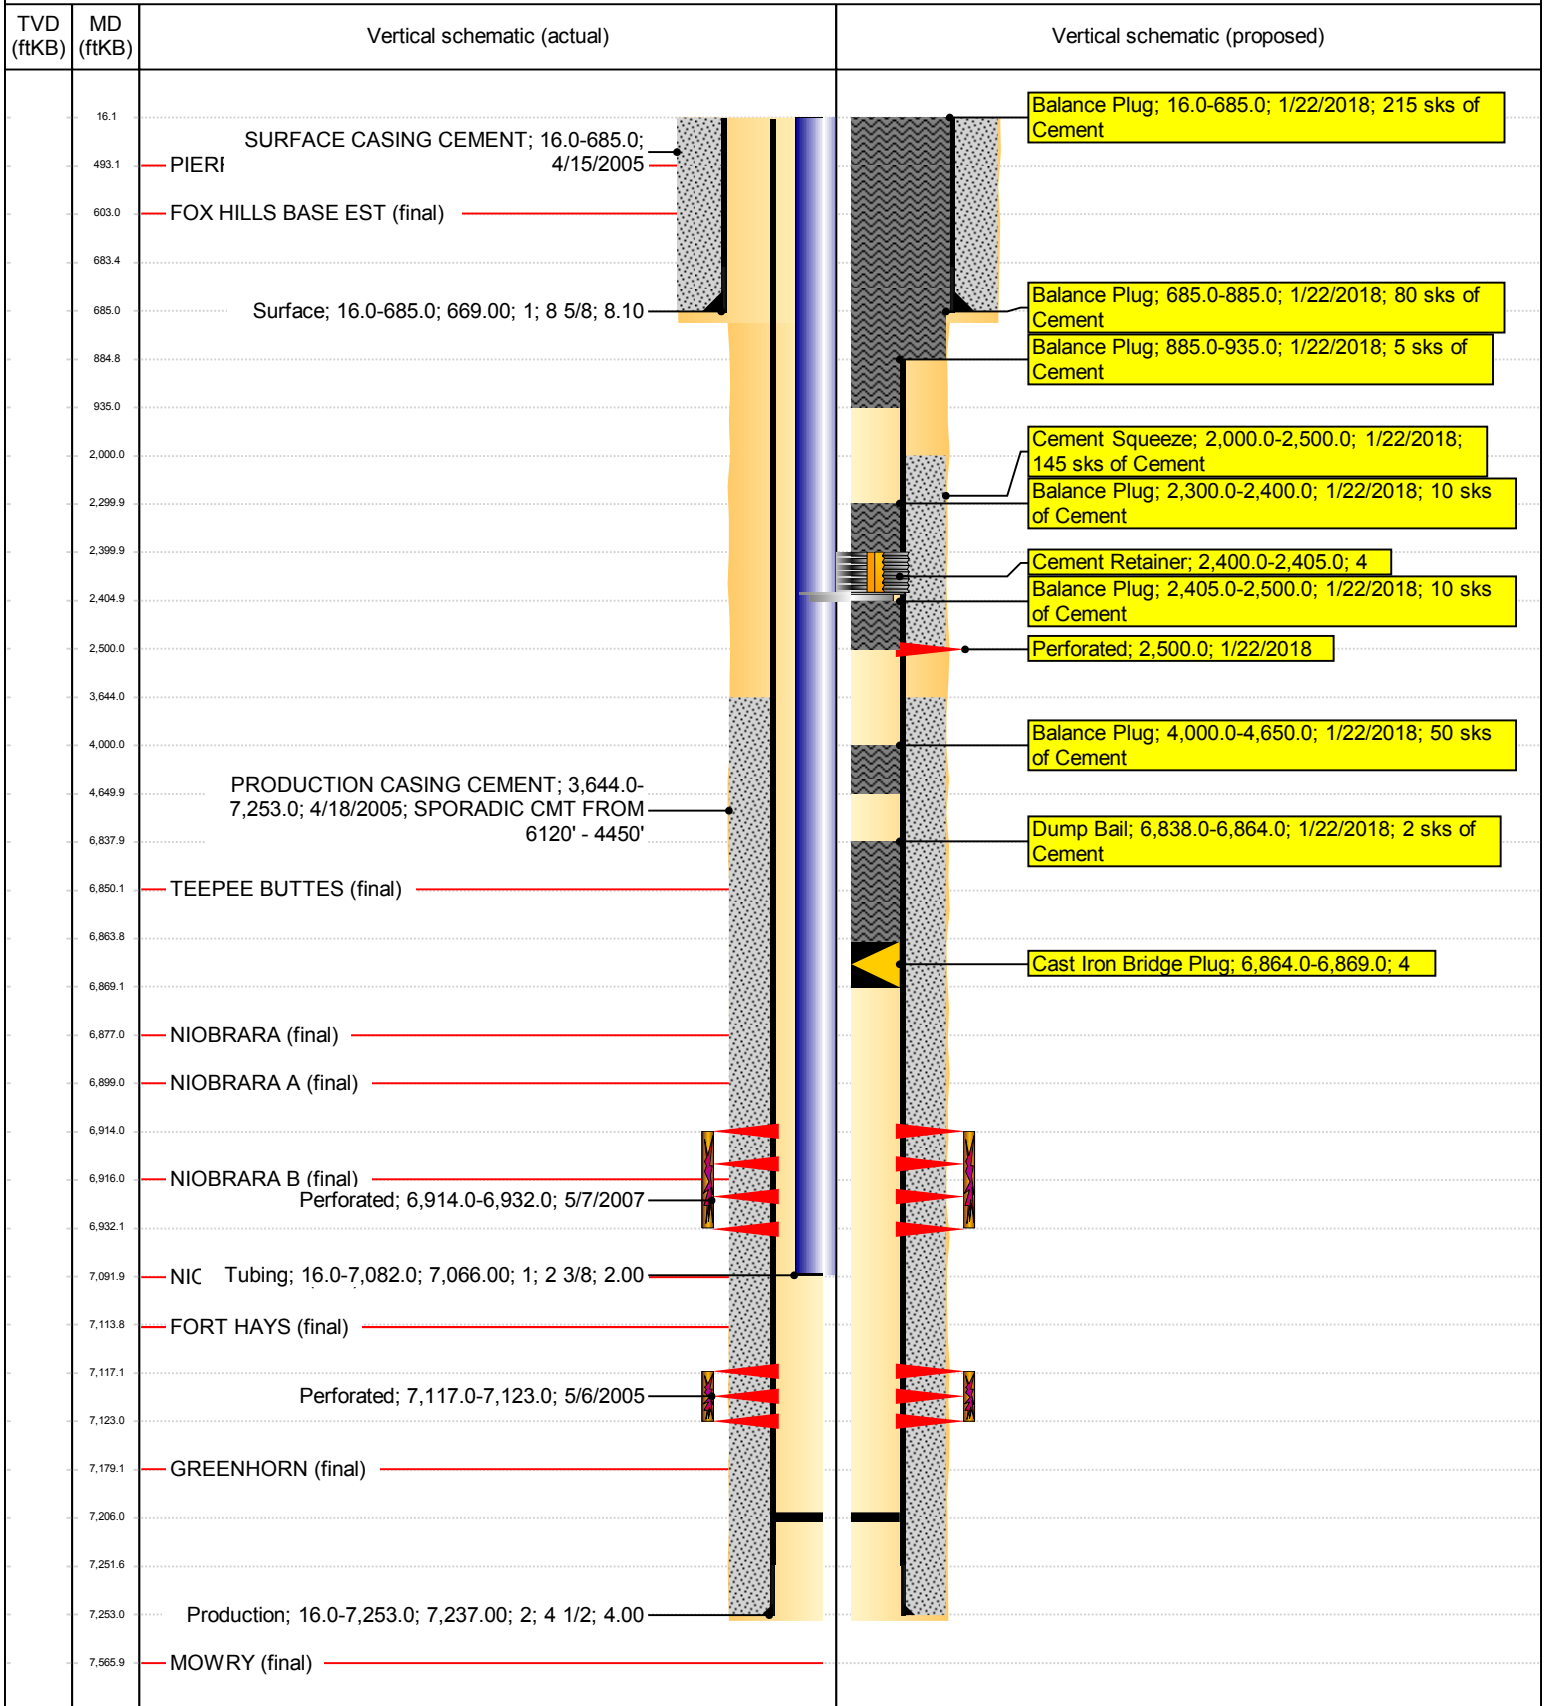 TVD
(ftKB)
MD
(ftKB)
Vertical schematic (actual)
Vertical schematic (proposed)
16.1
493.1
603.0
683.4
685.0
884.8
935.0
2,000.0
2,299.9
2,399.9
2,404.9
2,500.0
3,644.0
4,000.0
4,649.9
6,837.9
6,850.1
6,863.8
6,869.1
6,877.0
6,899.0
6,914.0
6,916.0
6,932.1
7,091.9
7,113.8
7,117.1
7,123.0
7,179.1
7,206.0
7,251.6
7,253.0
7,565.9
SURFACE CASING CEMENT; 16.0-685.0;
4/15/2005
FOX HILLS BASE EST (final)
Surface; 16.0-685.0; 669.00; 1; 8 5/8; 8.10
PRODUCTION CASING CEMENT; 3,644.0-
7,253.0; 4/18/2005; SPORADIC CMT FROM
6120' - 4450'
TEEPEE BUTTES (final)
NIOBRARA (final)
NIOBRARA A (final)
NIOBRARA B (final)
Perforated; 6,914.0-6,932.0; 5/7/2007
Tubing; 16.0-7,082.0; 7,066.00; 1; 2 3/8; 2.00
FORT HAYS (final)
Perforated; 7,117.0-7,123.0; 5/6/2005
GREENHORN (final)
Production; 16.0-7,253.0; 7,237.00; 2; 4 1/2; 4.00
MOWRY (final)
Balance Plug; 16.0-685.0; 1/22/2018; 215 sks of
Cement
Balance Plug; 685.0-885.0; 1/22/2018; 80 sks of
Cement
Balance Plug; 885.0-935.0; 1/22/2018; 5 sks of
Cement
Cement Squeeze; 2,000.0-2,500.0; 1/22/2018;
145 sks of Cement
Balance Plug; 2,300.0-2,400.0; 1/22/2018; 10 sks
of Cement
Cement Retainer; 2,400.0-2,405.0; 4
Balance Plug; 2,405.0-2,500.0; 1/22/2018; 10 sks
of Cement
Perforated; 2,500.0; 1/22/2018
Balance Plug; 4,000.0-4,650.0; 1/22/2018; 50 sks
of Cement
Dump Bail; 6,838.0-6,864.0; 1/22/2018; 2 sks of
Cement
Cast Iron Bridge Plug; 6,864.0-6,869.0; 4